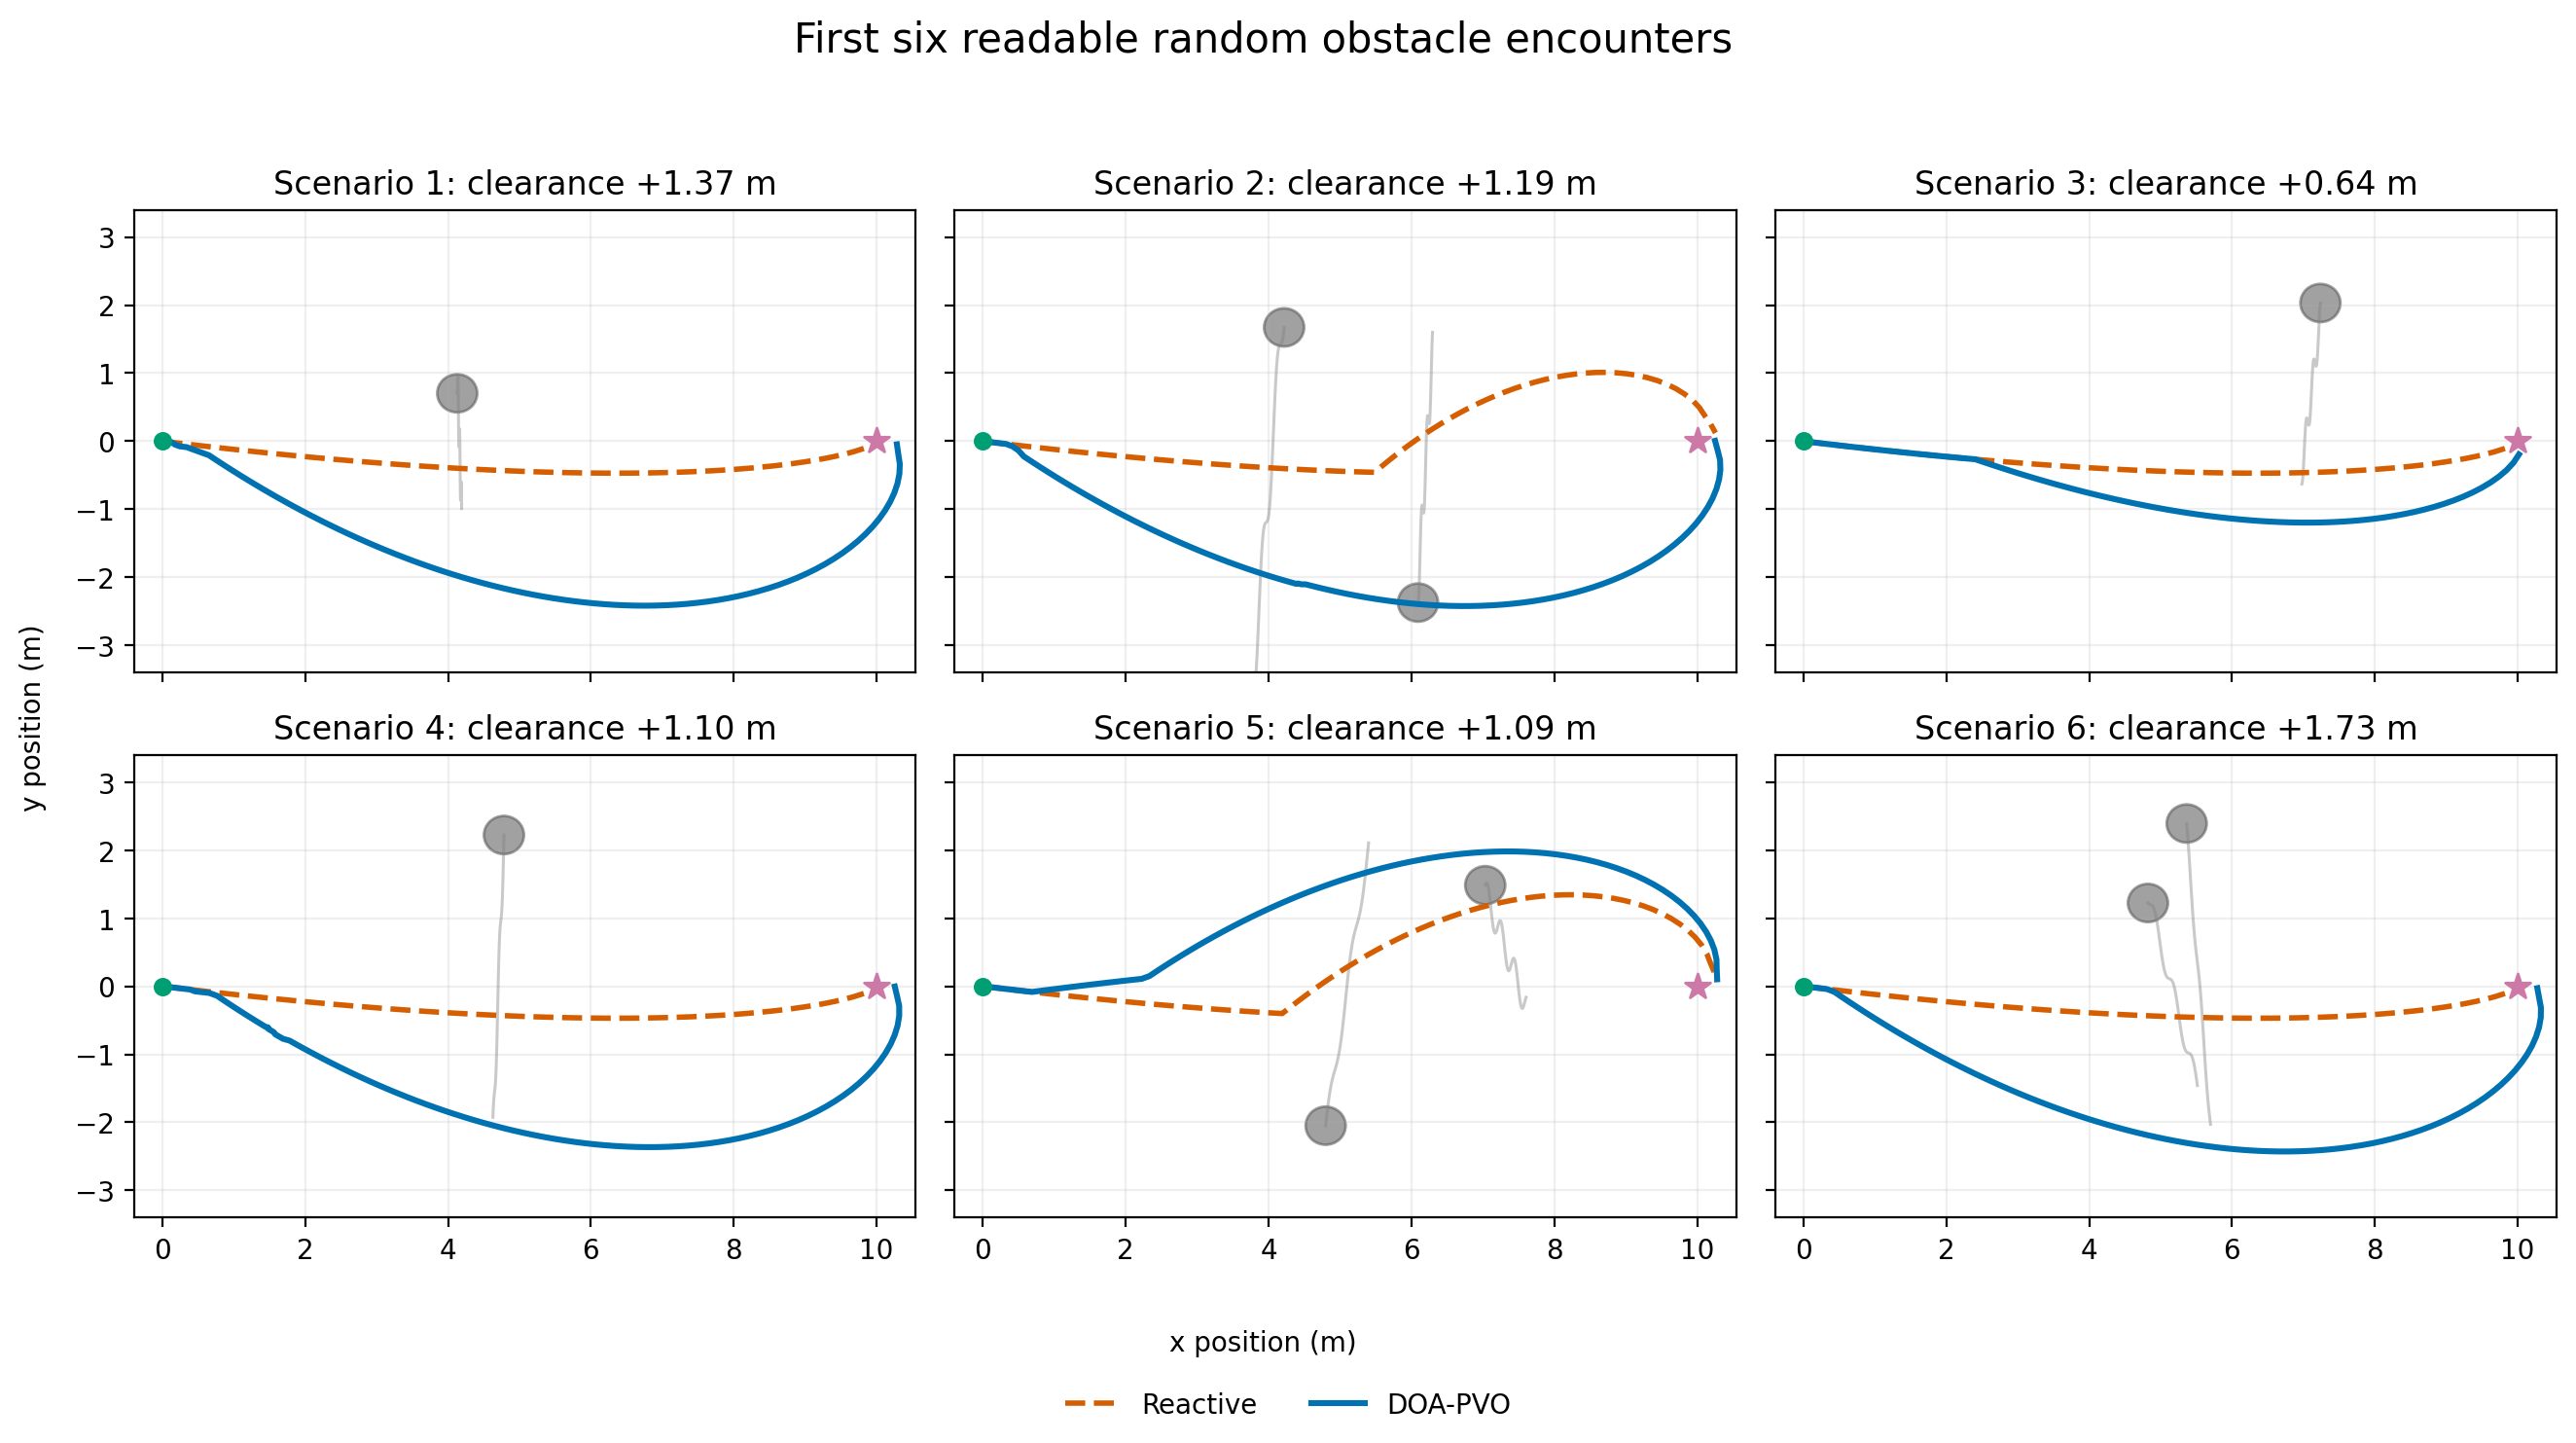 First six readable random obstacle encounters
Scenario 1: clearance +1.37 m
Scenario 2: clearance +1.19 m
Scenario 3: clearance +0.64 m
3
2
1
0
−1
−2
−3
Scenario 4: clearance +1.10 m
Scenario 5: clearance +1.09 m
Scenario 6: clearance +1.73 m
3
2
1
0
−1
−2
−3
y position (m)
0 2 4 6 8 10
0 2 4 6 8 10
0 2 4 6 8 10
x position (m)
Reactive
DOA-PVO